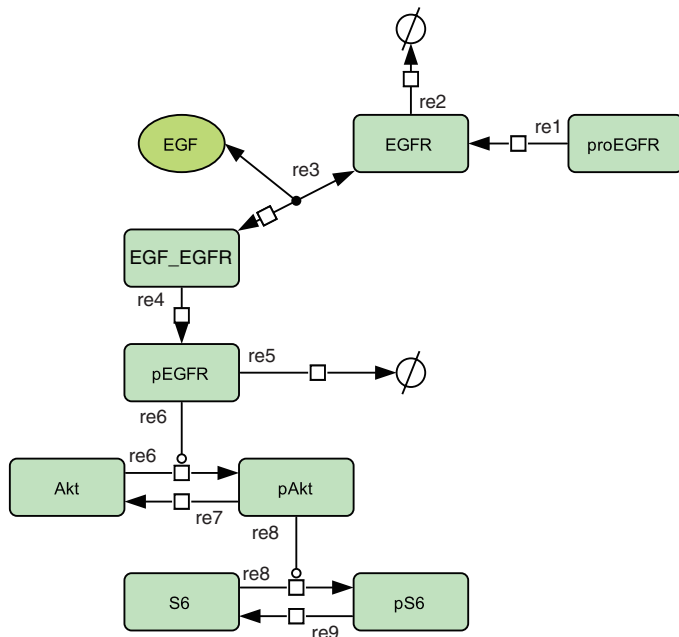 re2
EGF
EGFR
re1
proEGFR
re3
EGF_EGFR
re4
pEGFR
re5
re6
re6
Akt
pAkt
re7
re8
re8
S6
pS6
re9